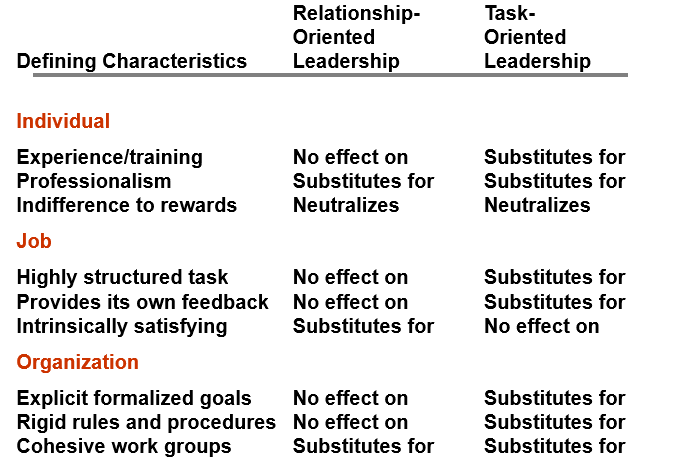 Relationship- Task-
Oriented Oriented
Defining Characteristics Leadership Leadership
Individual
Experience/training No effect on Substitutes for
Professionalism Substitutes for Substitutes for
Indifference to rewards Neutralizes Neutralizes
Job
Highly structured task No effect on Substitutes for
Provides its own feedback No effect on Substitutes for
Intrinsically satisfying Substitutes for No effect on
Organization
Explicit formalized goals No effect on Substitutes for
Rigid rules and procedures No effect on Substitutes for
Cohesive work groups Substitutes for Substitutes for